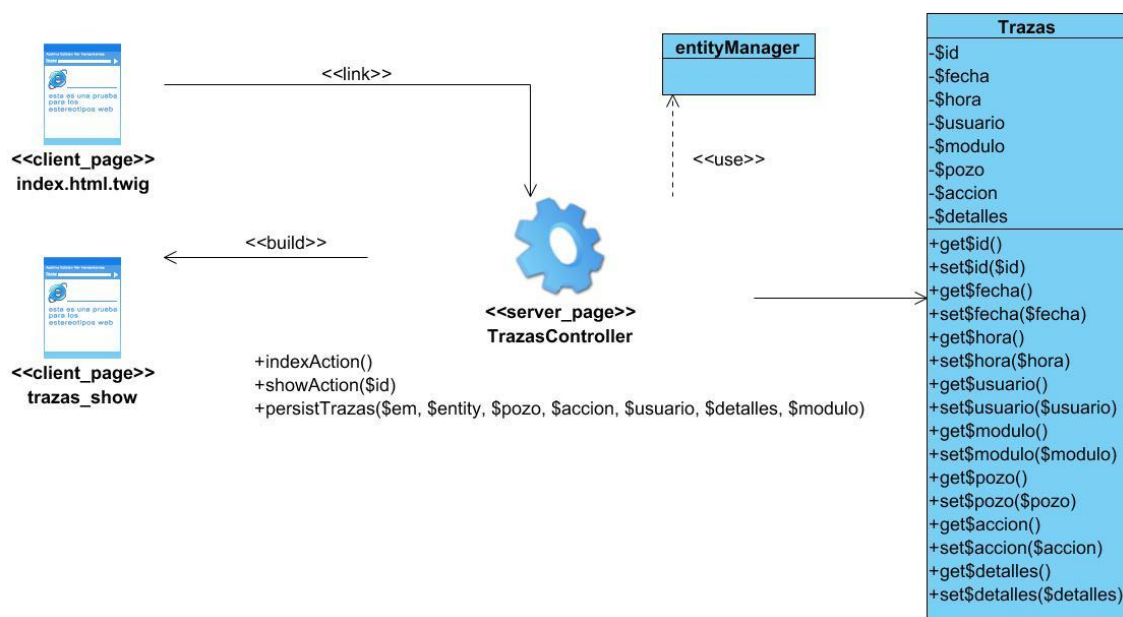 esta es una prueba
para los
estereotipos web
<<client_page>>
index.html.twig
<<link>>
entityManager
<<use>>
<<build>>
esta es una prueba
para los
estereotipos web
<<client_page>>
trazas_show
<<server_page>>
TrazasController
+indexAction()
+showAction($id)
+persistTrazas($em, $entity, $pozo, $accion, $usuario, $detalles, $modulo)
Trazas
-$id
-$fecha
-$hora
-$usuario
-$modulo
-$pozo
-$accion
-$detalles
+get$id()
+set$id($id)
+get$fecha()
+set$fecha($fecha)
+get$hora()
+set$hora($hora)
+get$usuario()
+set$usuario($usuario)
+get$modulo()
+set$modulo($modulo)
+get$pozo()
+set$pozo($pozo)
+get$accion()
+set$accion($accion)
+get$detalles()
+set$detalles($detalles)